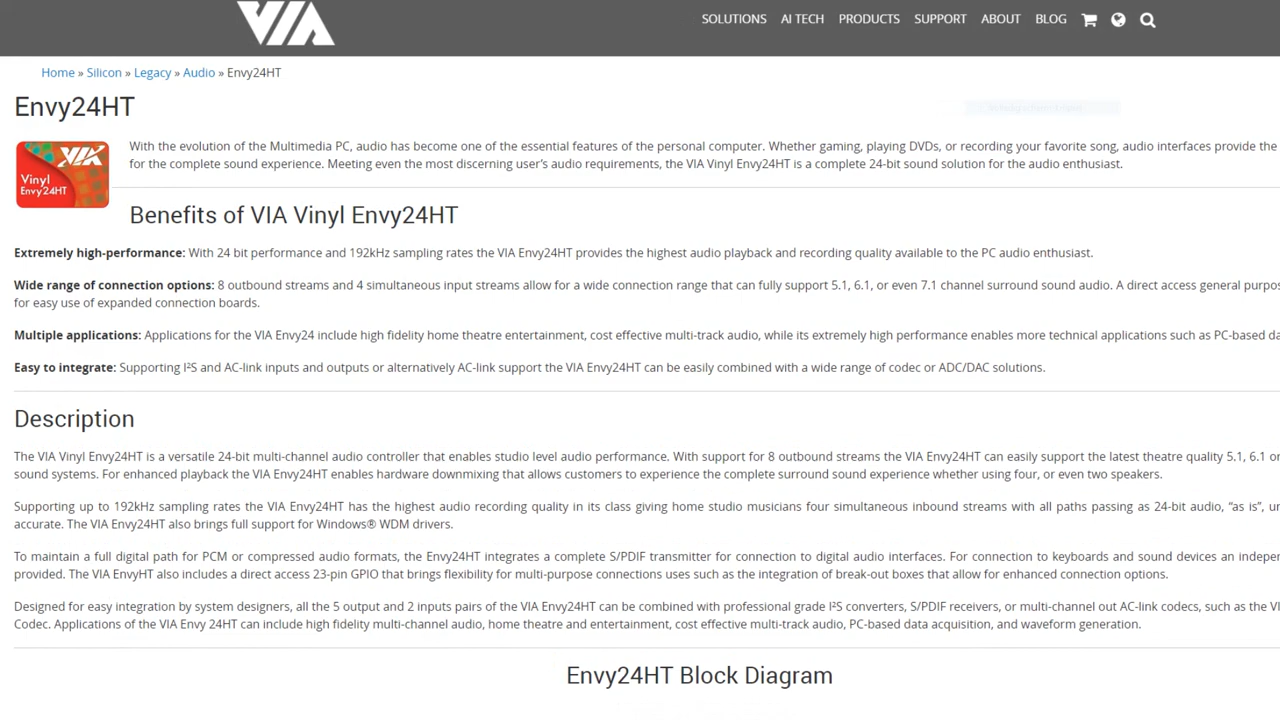 VIA
SOLUTIONS AI TECH PRODUCTS SUPPORT ABOUT BLOG
Home » Silicon » Legacy » Audio » Envy24HT
Envy24HT
VIA
Vinyl
Envy24HT
With the evolution of the Multimedia PC, audio has become one of the essential features of the personal computer. Whether gaming, playing DVDs, or recording your favorite song, audio interfaces provide the
for the complete sound experience. Meeting even the most discerning user's audio requirements, the VIA Vinyl Envy24HT is a complete 24-bit sound solution for the audio enthusiast.
Benefits of VIA Vinyl Envy24HT
Extremely high-performance: With 24 bit performance and 192kHz sampling rates the VIA Envy24HT provides the highest audio playback and recording quality available to the PC audio enthusiast.
Wide range of connection options: 8 outbound streams and 4 simultaneous input streams allow for a wide connection range that can fully support 5.1, 6.1, or even 7.1 channel surround sound audio. A direct access general purpos
for easy use of expanded connection boards.
Multiple applications: Applications for the VIA Envy24 include high fidelity home theatre entertainment, cost effective multi-track audio, while its extremely high performance enables more technical applications such as PC-based da
Easy to integrate: Supporting I²S and AC-link inputs and outputs or alternatively AC-link support the VIA Envy24HT can be easily combined with a wide range of codec or ADC/DAC solutions.
Description
The VIA Vinyl Envy24HT is a versatile 24-bit multi-channel audio controller that enables studio level audio performance. With support for 8 outbound streams the VIA Envy24HT can easily support the latest theatre quality 5.1, 6.1 or
sound systems. For enhanced playback the VIA Envy24HT enables hardware downmixing that allows customers to experience the complete surround sound experience whether using four, or even two speakers.
Supporting up to 192kHz sampling rates the VIA Envy24HT has the highest audio recording quality in its class giving home studio musicians four simultaneous inbound streams with all paths passing as 24-bit audio, "as is", un
accurate. The VIA Envy24HT also brings full support for Windows® WDM drivers.
To maintain a full digital path for PCM or compressed audio formats, the Envy24HT integrates a complete S/PDIF transmitter for connection to digital audio interfaces. For connection to keyboards and sound devices an indepen
provided. The VIA EnvyHT also includes a direct access 23-pin GPIO that brings flexibility for multi-purpose connections uses such as the integration of break-out boxes that allow for enhanced connection options.
Designed for easy integration by system designers, all the 5 output and 2 inputs pairs of the VIA Envy24HT can be combined with professional grade I²S converters, S/PDIF receivers, or multi-channel out AC-link codecs, such as the VI
Codec. Applications of the VIA Envy 24HT can include high fidelity multi-channel audio, home theatre and entertainment, cost effective multi-track audio, PC-based data acquisition, and waveform generation.
Envy24HT Block Diagram